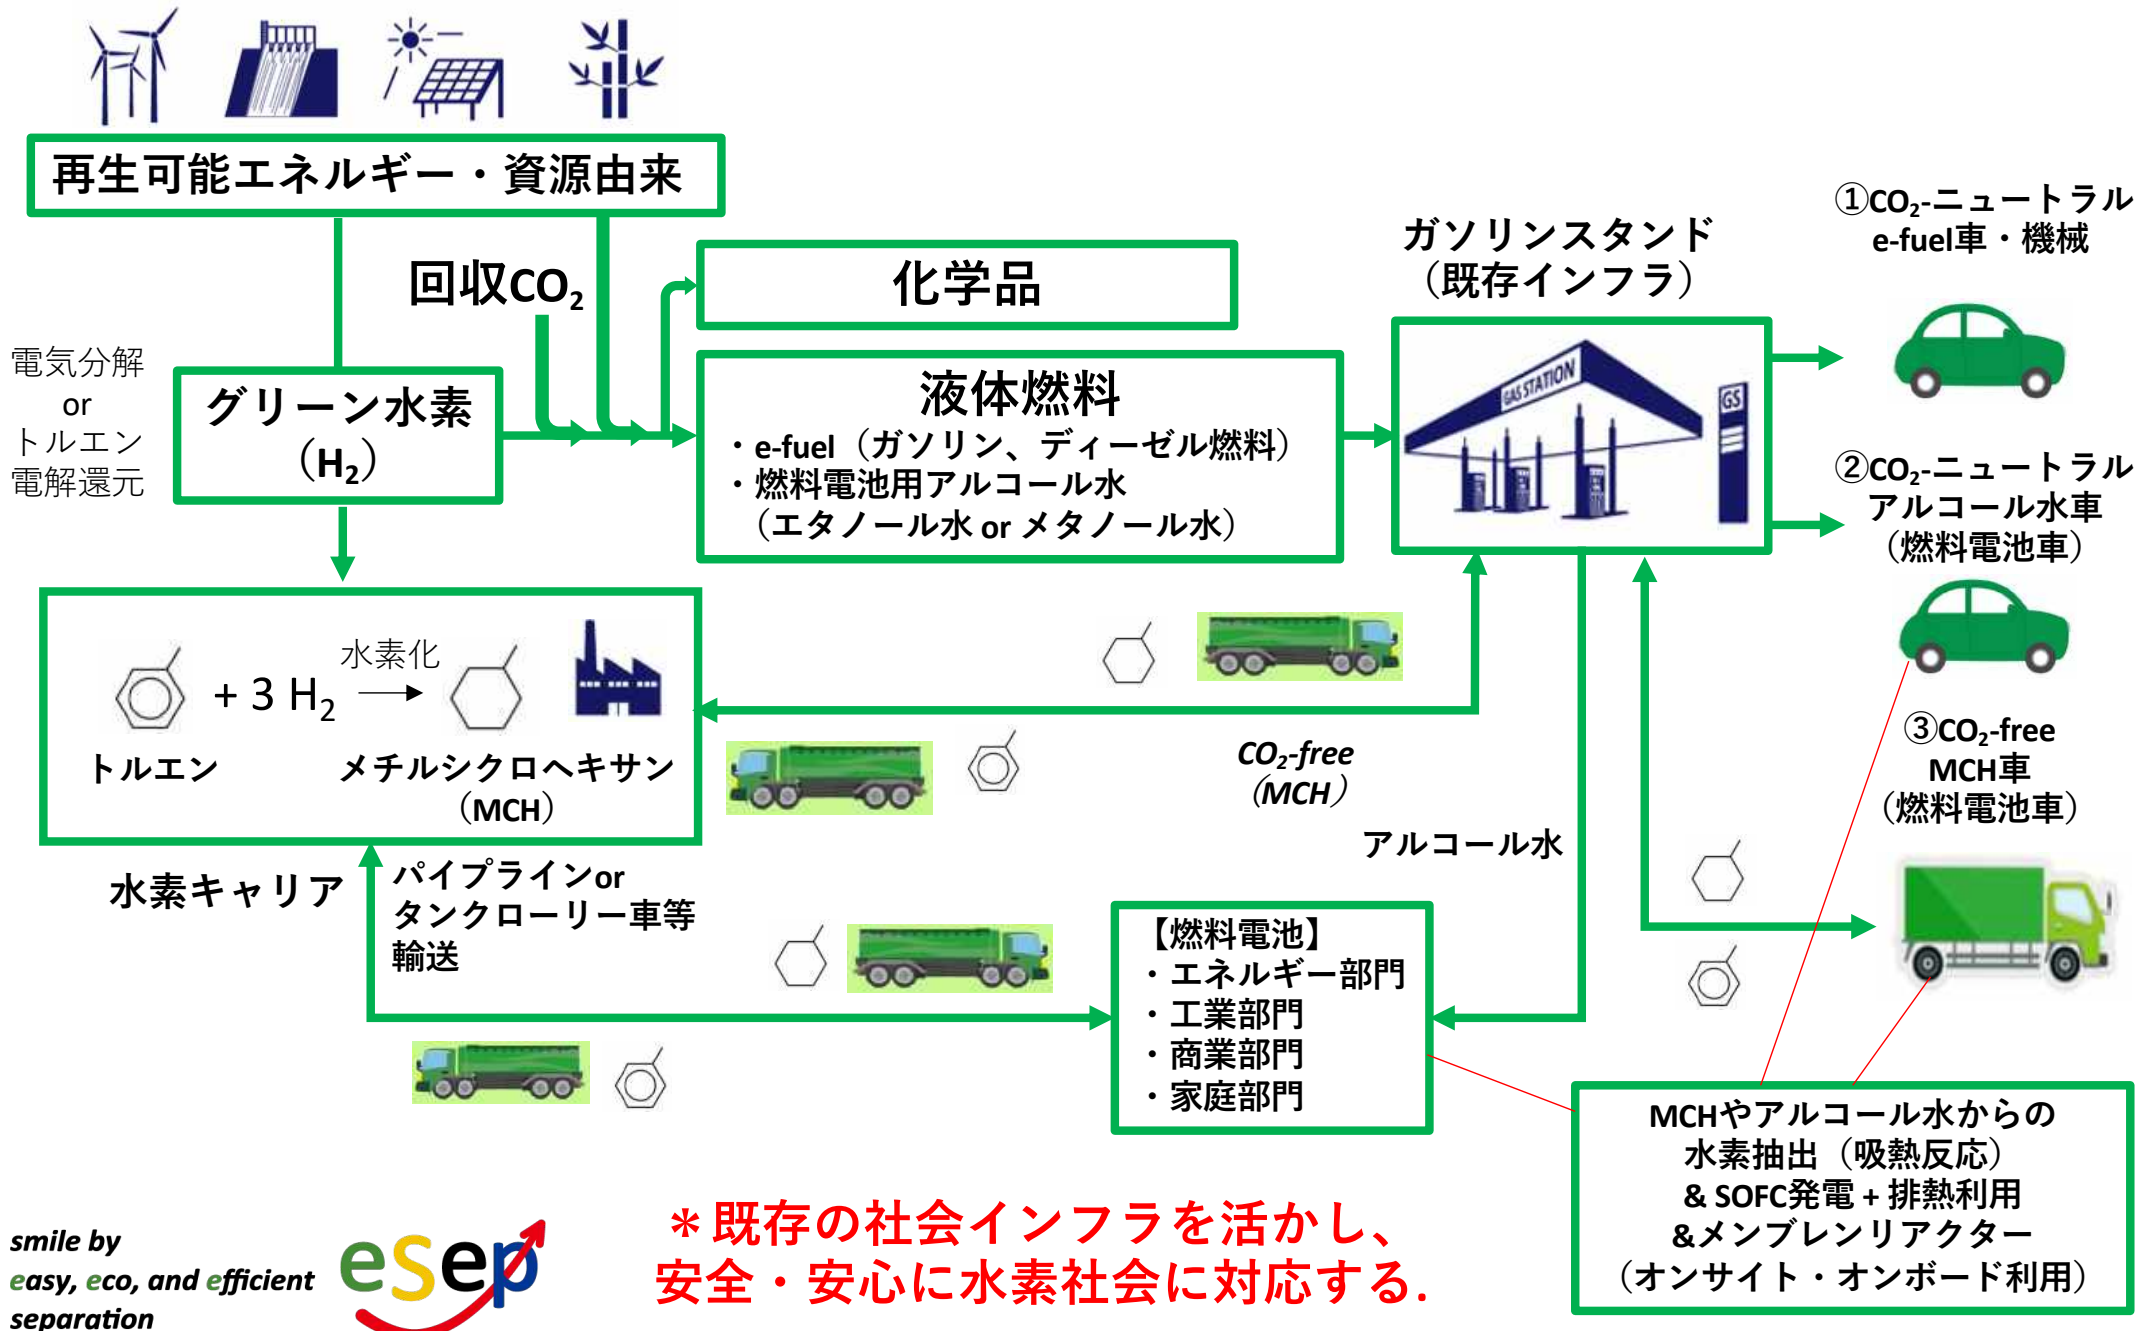 再生可能エネルギー・資源由来
回収CO₂
化学品
電気分解
or
トルエン
電解還元
グリーン水素
（H₂）
液体燃料
・e-fuel（ガソリン、ディーゼル燃料）
・燃料電池用アルコール水
（エタノール水 or メタノール水）
ガソリンスタンド
（既存インフラ）
GAS STATION
GS
①CO₂-ニュートラル
e-fuel車・機械
②CO₂-ニュートラル
アルコール水車
（燃料電池車）
③CO₂-free
MCH車
（燃料電池車）
+ 3 H₂
水素化
トルエン
メチルシクロヘキサン
（MCH）
水素キャリア
パイプラインor
タンクローリー車等
輸送
CO₂-free
（MCH）
アルコール水
【燃料電池】
・エネルギー部門
・工業部門
・商業部門
・家庭部門
MCHやアルコール水からの
水素抽出（吸熱反応）
& SOFC発電 + 排熱利用
&メンブレンリアクター
（オンサイト・オンボード利用）
smile by
easy, eco, and efficient
separation
eSep
＊既存の社会インフラを活かし、
安全・安心に水素社会に対応する.